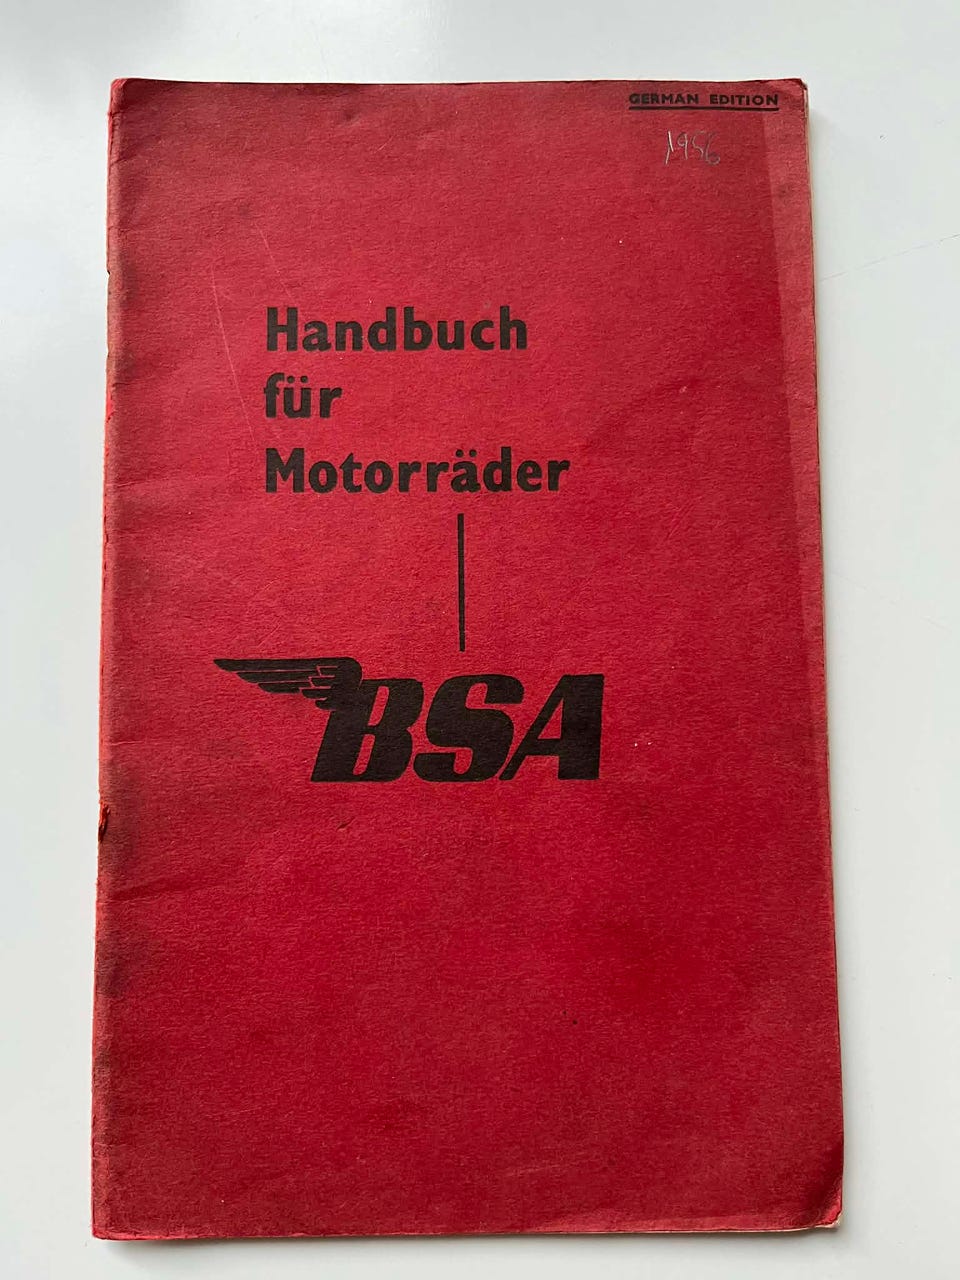 GERMAN EDITION
1956
Handbuch
für
Motorräder
BSA